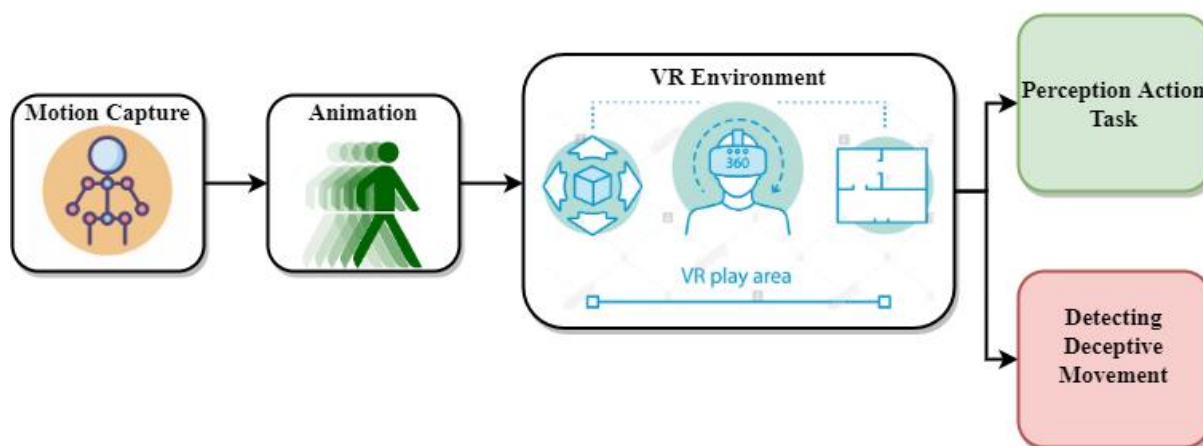 Motion Capture
Animation
VR Environment
360
VR play area
Perception Action
Task
Detecting
Deceptive
Movement